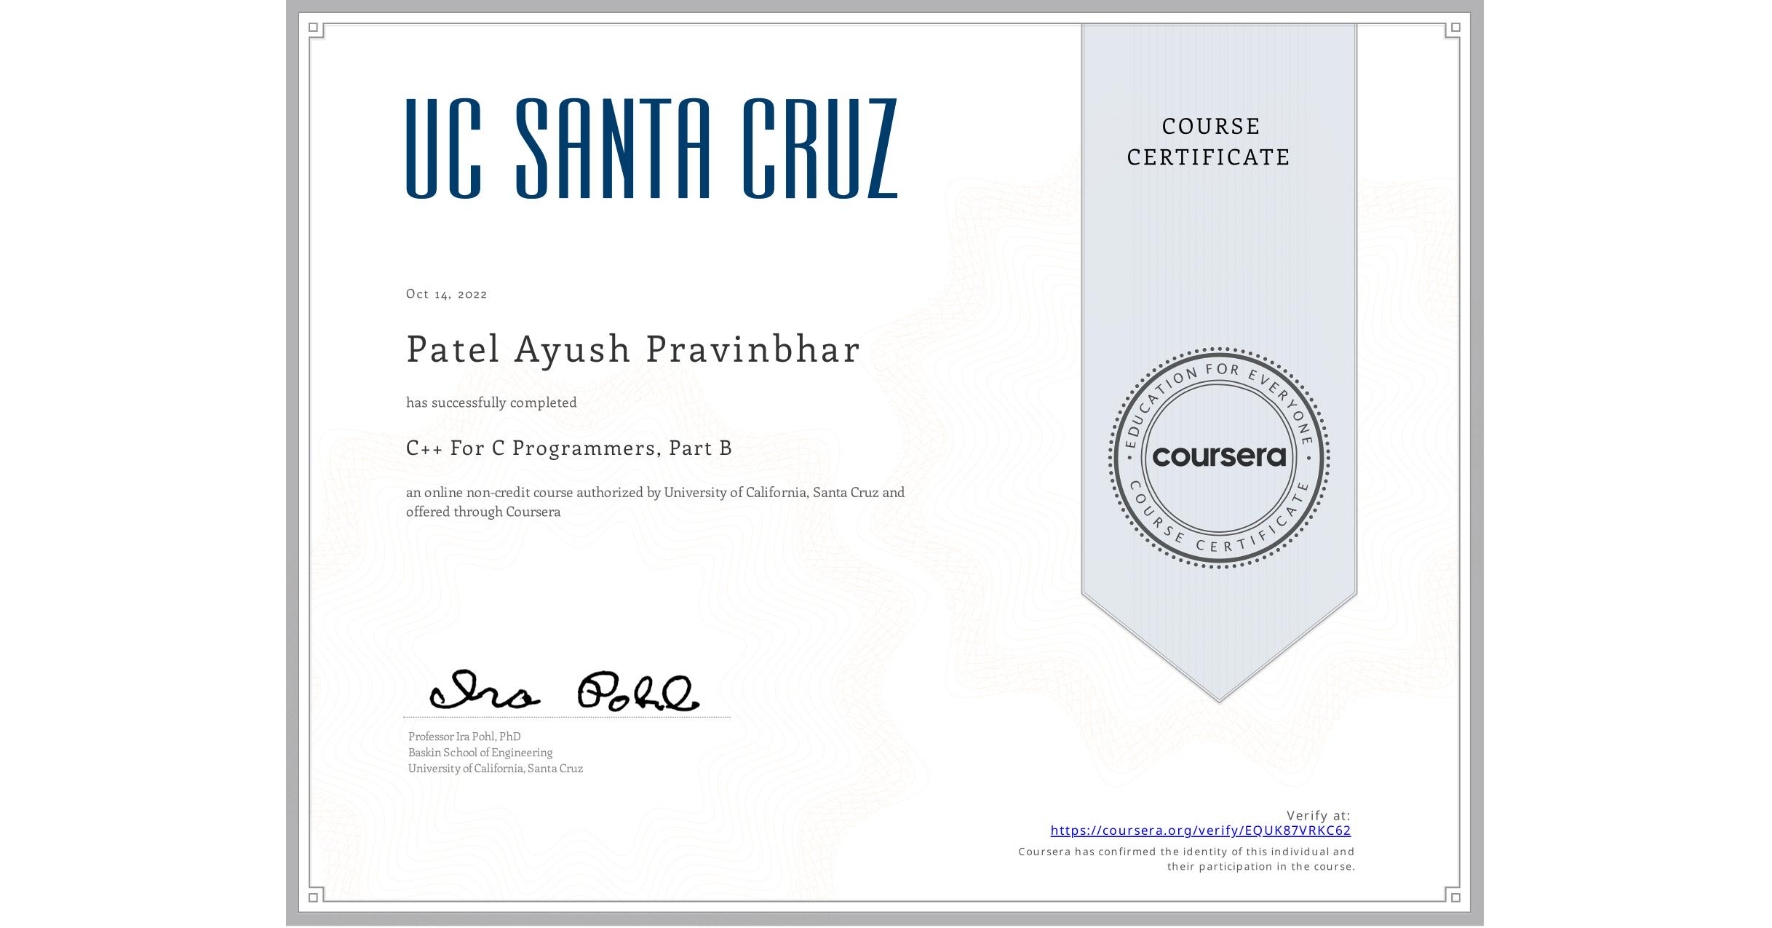 UC SANTA CRUZ
COURSE
CERTIFICATE
Oct 14, 2022
Patel Ayush Pravinbhar
has successfully completed
C++ For C Programmers, Part B
an online non-credit course authorized by University of California, Santa Cruz and
offered through Coursera
EDUCATION FOR EVERYONE
coursera
COURSE CERTIFICATE
Ira Pohl
Professor Ira Pohl, PhD
Baskin School of Engineering
University of California, Santa Cruz
Verify at:
https://coursera.org/verify/EQUK87VRKC62
Coursera has confirmed the identity of this individual and
their participation in the course.